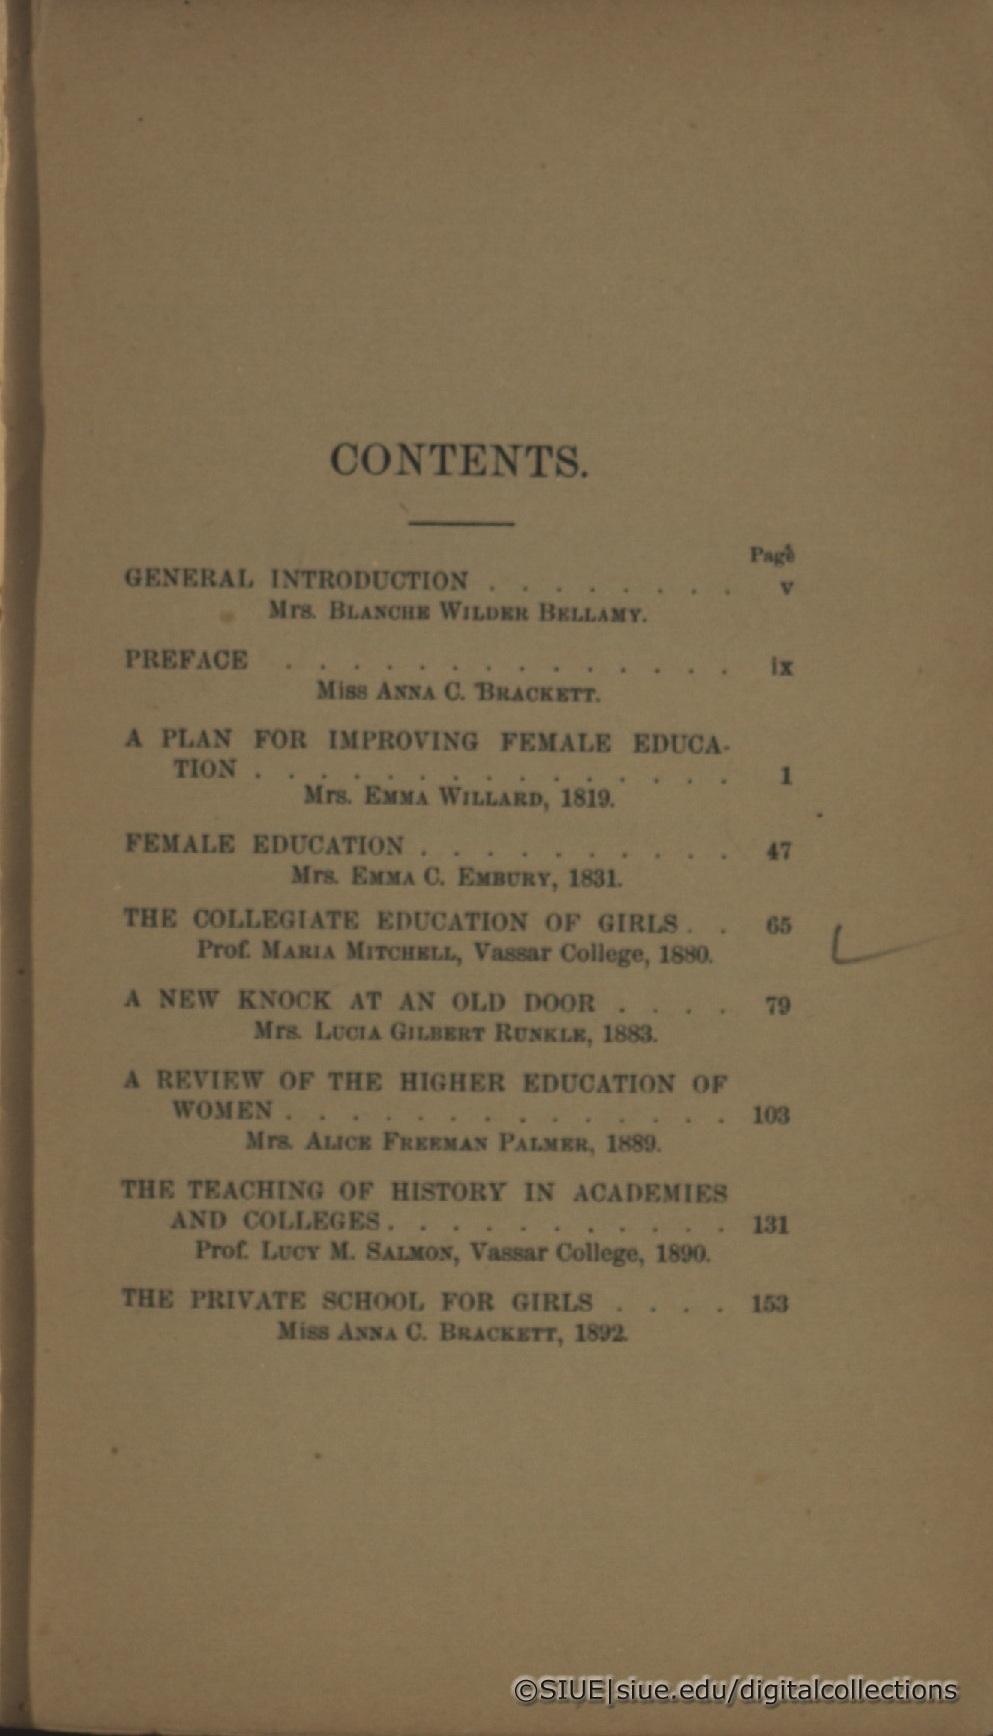 CONTENTS.
Page
GENERAL INTRODUCTION . . . . . . . . v
Mrs. BLANCHE WILDER BELLAMY.
PREFACE . . . . . . . . . . . . . . ix
Miss ANNA C. BRACKETT.
A PLAN FOR IMPROVING FEMALE EDUCA-
TION . . . . . . . . . . . . . . . 1
Mrs. EMMA WILLARD, 1819.
FEMALE EDUCATION . . . . . . . . . . 47
Mrs. EMMA C. EMBURY, 1831.
THE COLLEGIATE EDUCATION OF GIRLS . . 65
Prof. MARIA MITCHELL, Vassar College, 1880.
A NEW KNOCK AT AN OLD DOOR . . . . 79
Mrs. LUCIA GILBERT RUNKLE, 1883.
A REVIEW OF THE HIGHER EDUCATION OF
WOMEN . . . . . . . . . . . . . . 103
Mrs. ALICE FREEMAN PALMER, 1889.
THE TEACHING OF HISTORY IN ACADEMIES
AND COLLEGES . . . . . . . . . . . 131
Prof. LUCY M. SALMON, Vassar College, 1890.
THE PRIVATE SCHOOL FOR GIRLS . . . . 153
Miss ANNA C. BRACKETT, 1892.
©SIUE|siue.edu/digitalcollections